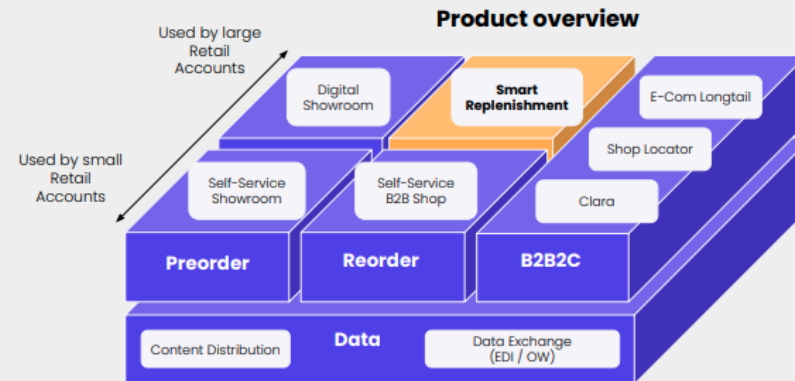 Product overview
Used by large
Retail
Accounts
Digital
Showroom
Smart
Replenishment
E-Com Longtail
Shop Locator
Used by small
Retail
Accounts
Self-Service
Showroom
Self-Service
B2B Shop
Clara
Preorder
Reorder
B2B2C
Content Distribution
Data
Data Exchange
(EDI / OW)